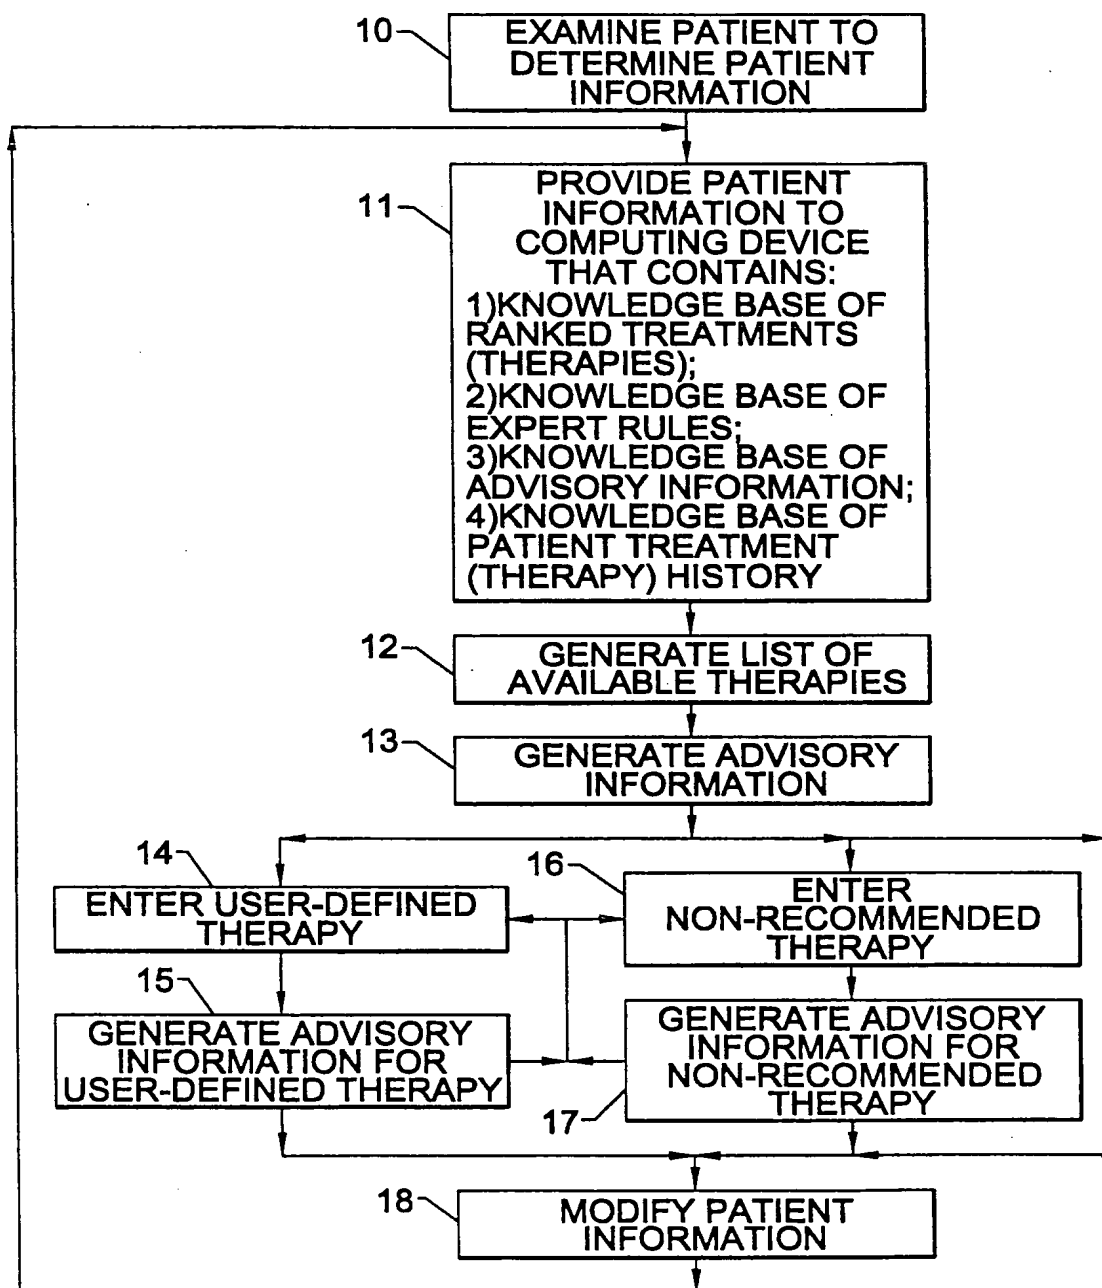 10
EXAMINE PATIENT TO
DETERMINE PATIENT
INFORMATION
11
PROVIDE PATIENT
INFORMATION TO
COMPUTING DEVICE
THAT CONTAINS:
1)KNOWLEDGE BASE OF
RANKED TREATMENTS
(THERAPIES);
2)KNOWLEDGE BASE OF
EXPERT RULES;
3)KNOWLEDGE BASE OF
ADVISORY INFORMATION;
4)KNOWLEDGE BASE OF
PATIENT TREATMENT
(THERAPY) HISTORY
12
GENERATE LIST OF
AVAILABLE THERAPIES
13
GENERATE ADVISORY
INFORMATION
14
ENTER USER-DEFINED
THERAPY
15
GENERATE ADVISORY
INFORMATION FOR
USER-DEFINED THERAPY
16
ENTER
NON-RECOMMENDED
THERAPY
GENERATE ADVISORY
INFORMATION FOR
NON-RECOMMENDED
THERAPY
17
18
MODIFY PATIENT
INFORMATION